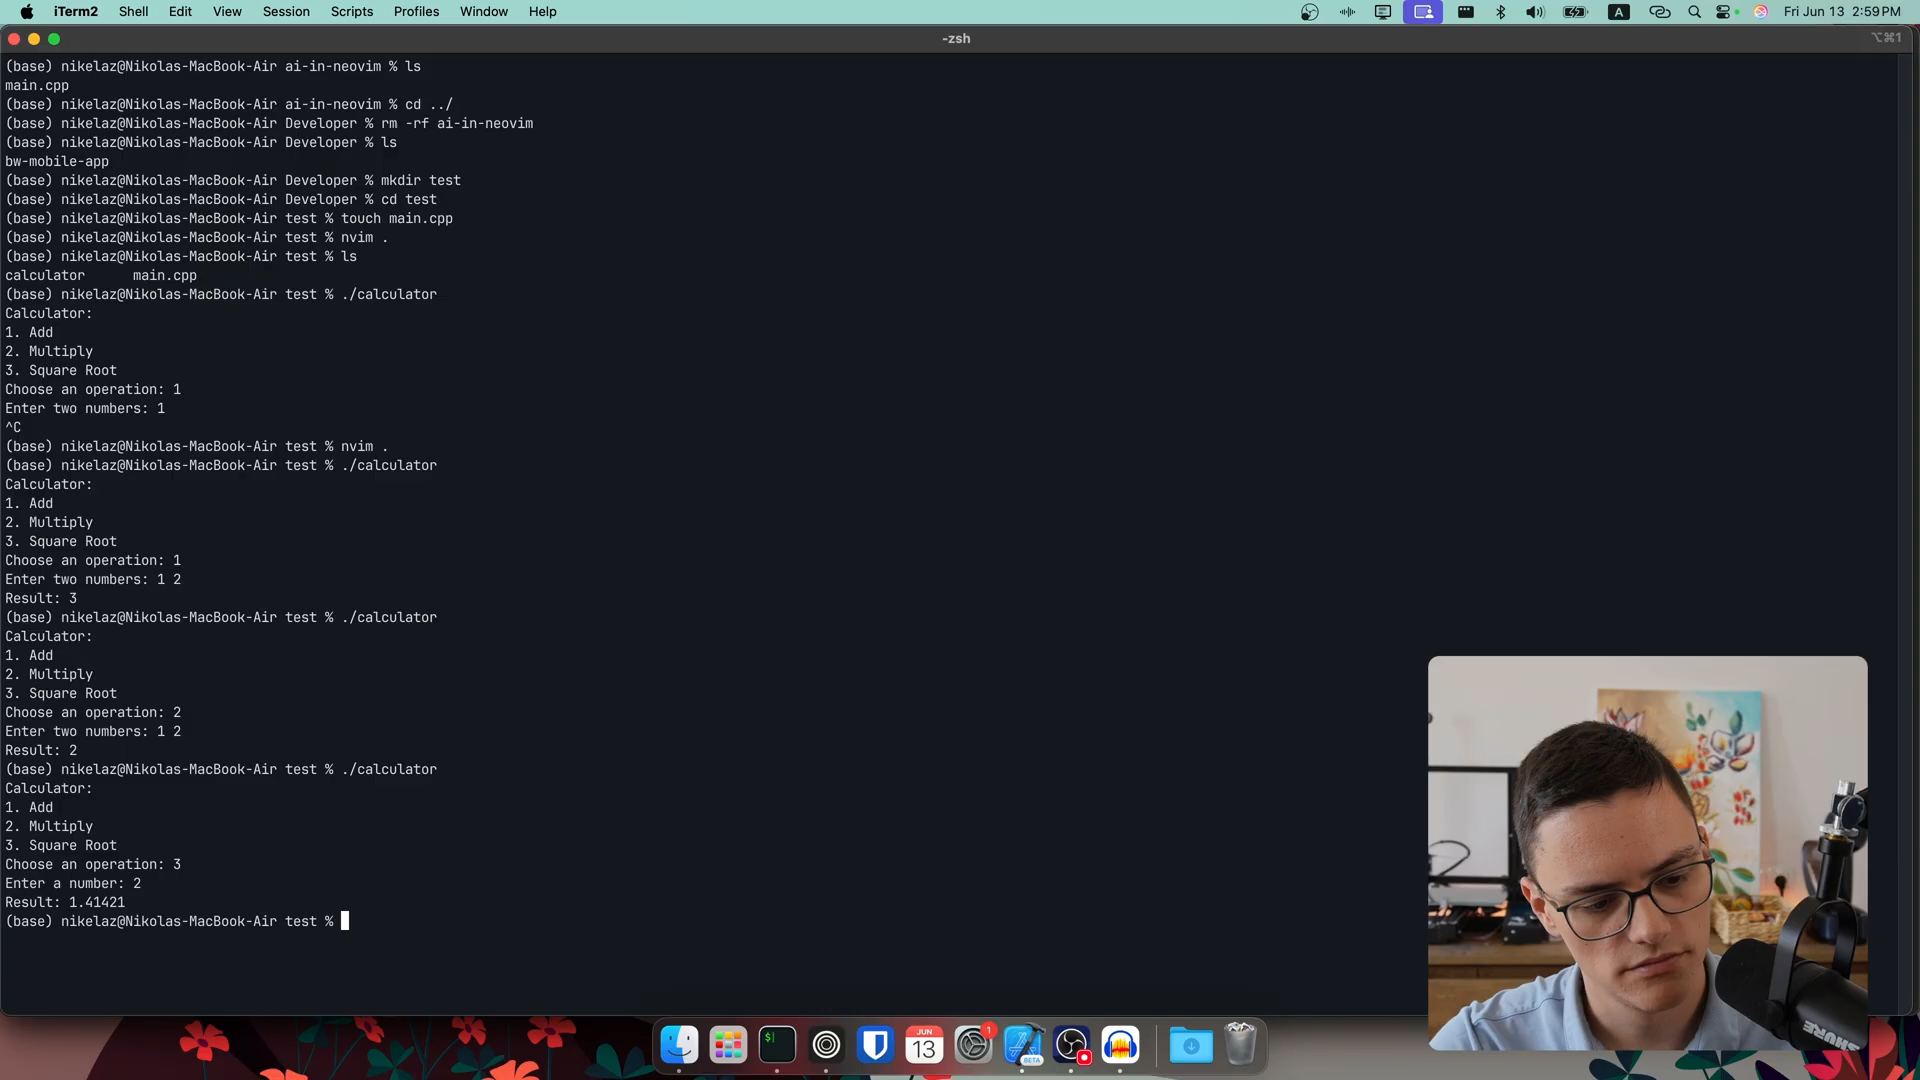 iTerm2 Shell Edit View Session Scripts Profiles Window Help A Fri Jun 13 2:59 PM
-zsh ⌥⌘1
(base) nikelaz@Nikolas-MacBook-Air ai-in-neovim % ls
main.cpp
(base) nikelaz@Nikolas-MacBook-Air ai-in-neovim % cd ../
(base) nikelaz@Nikolas-MacBook-Air Developer % rm -rf ai-in-neovim
(base) nikelaz@Nikolas-MacBook-Air Developer % ls
bw-mobile-app
(base) nikelaz@Nikolas-MacBook-Air Developer % mkdir test
(base) nikelaz@Nikolas-MacBook-Air Developer % cd test
(base) nikelaz@Nikolas-MacBook-Air test % touch main.cpp
(base) nikelaz@Nikolas-MacBook-Air test % nvim .
(base) nikelaz@Nikolas-MacBook-Air test % ls
calculator main.cpp
(base) nikelaz@Nikolas-MacBook-Air test % ./calculator
Calculator:
1. Add
2. Multiply
3. Square Root
Choose an operation: 1
Enter two numbers: 1
^C
(base) nikelaz@Nikolas-MacBook-Air test % nvim .
(base) nikelaz@Nikolas-MacBook-Air test % ./calculator
Calculator:
1. Add
2. Multiply
3. Square Root
Choose an operation: 1
Enter two numbers: 1 2
Result: 3
(base) nikelaz@Nikolas-MacBook-Air test % ./calculator
Calculator:
1. Add
2. Multiply
3. Square Root
Choose an operation: 2
Enter two numbers: 1 2
Result: 2
(base) nikelaz@Nikolas-MacBook-Air test % ./calculator
Calculator:
1. Add
2. Multiply
3. Square Root
Choose an operation: 3
Enter a number: 2
Result: 1.41421
(base) nikelaz@Nikolas-MacBook-Air test %
SHURE
$
JUN
13
1
BETA